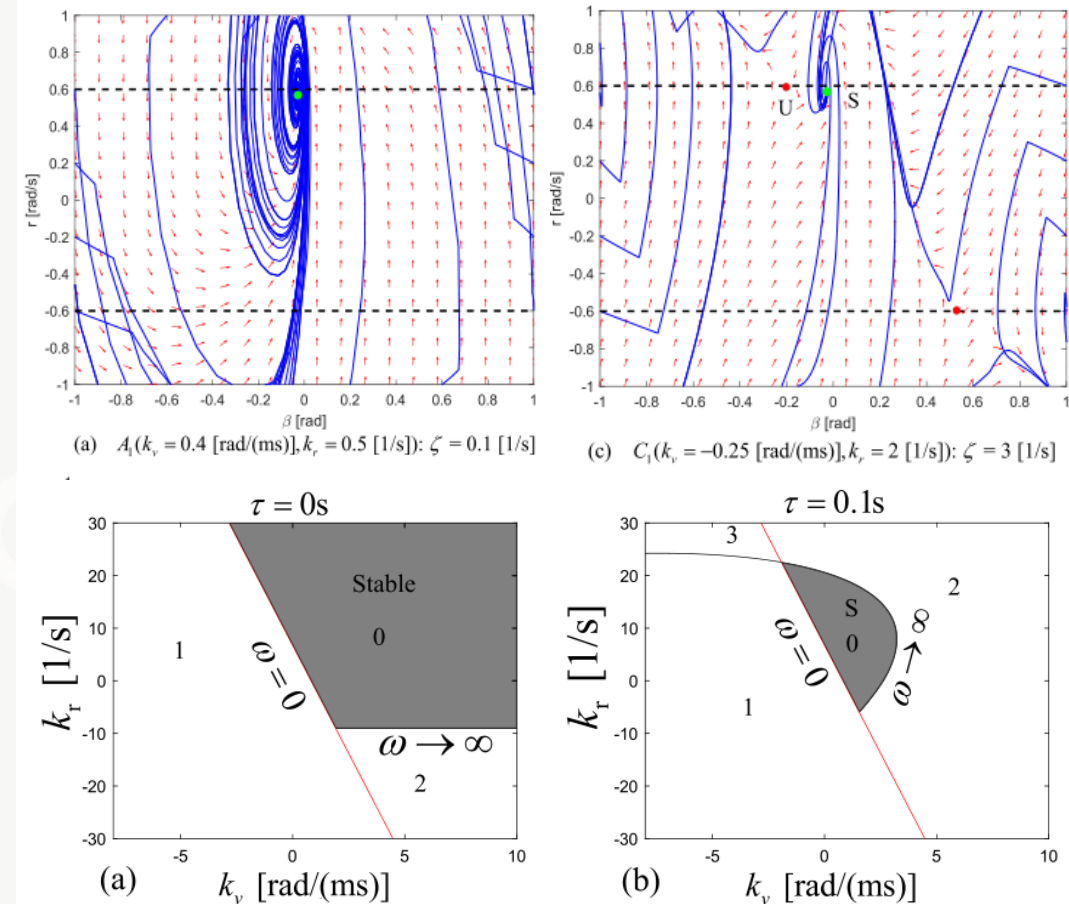 1
0.8
0.6
0.4
0.2
0
-0.2
-0.4
-0.6
-0.8
-1
r [rad/s]
-1 -0.8 -0.6 -0.4 -0.2 0 0.2 0.4 0.6 0.8 1
β [rad]
(a) A₁(kᵥ = 0.4 [rad/(ms)], kᵣ = 0.5 [1/s]): ζ = 0.1 [1/s]
1
0.8
0.6
0.4
0.2
0
-0.2
-0.4
-0.6
-0.8
-1
r [rad/s]
U
S
-1 -0.8 -0.6 -0.4 -0.2 0 0.2 0.4 0.6 0.8 1
β [rad]
(c) C₁(kᵥ = −0.25 [rad/(ms)], kᵣ = 2 [1/s]): ζ = 3 [1/s]
τ = 0s
30
20
10
0
-10
-20
-30
kᵣ [1/s]
Stable
0
1
ω = 0
ω → ∞
2
-5 0 5 10
(a)
kᵥ [rad/(ms)]
τ = 0.1s
30
20
10
0
-10
-20
-30
kᵣ [1/s]
3
2
S
0
ω = 0
ω → ∞
1
-5 0 5 10
(b)
kᵥ [rad/(ms)]